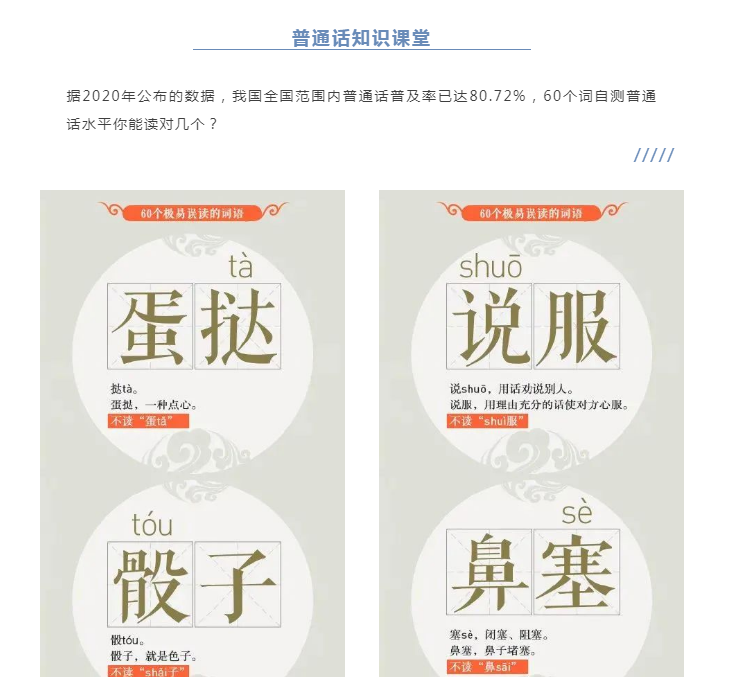 普通话知识课堂
据2020年公布的数据，我国全国范围内普通话普及率已达80.72%，60个词自测普通
话水平你能读对几个？
/////
60个极易误读的词语
tà
蛋挞
挞tà。
蛋挞，一种点心。
不读“蛋tǎ”
tóu
骰子
骰tóu。
骰子，就是色子。
不读“shǎi子”
60个极易误读的词语
shuō
说服
说shuō，用话劝说别人。
说服，用理由充分的话使对方心服。
不读“shuì服”
sè
鼻塞
塞sè，闭塞、阻塞。
鼻塞，鼻子堵塞。
不读“鼻sāi”